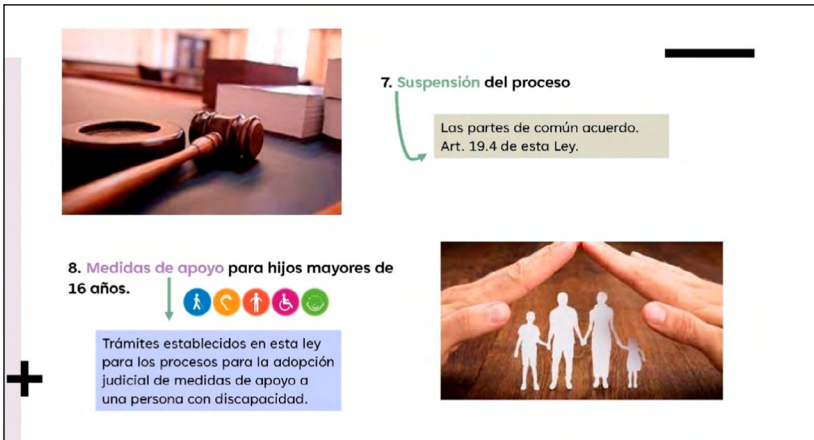 7. Suspensión del proceso
Las partes de común acuerdo.
Art. 19.4 de esta Ley.
8. Medidas de apoyo para hijos mayores de
16 años.
Trámites establecidos en esta ley
para los procesos para la adopción
judicial de medidas de apoyo a
una persona con discapacidad.